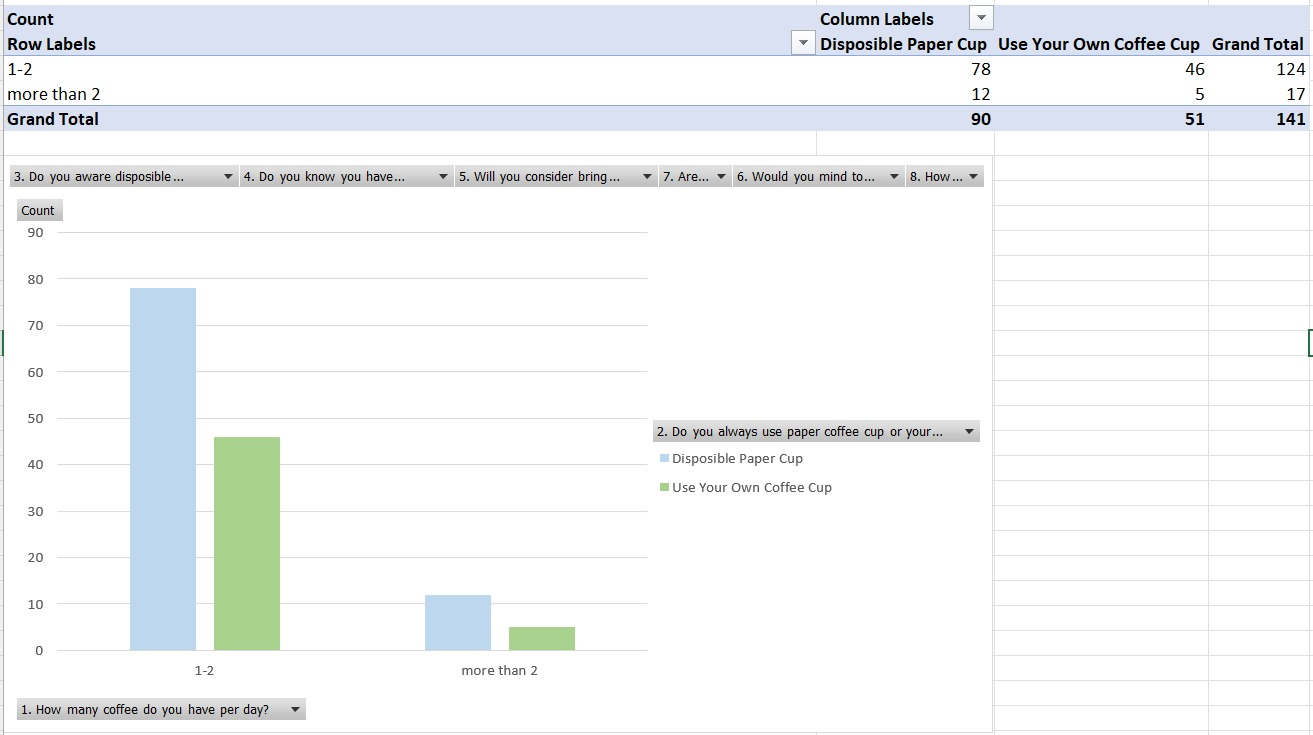 Count Column Labels
Row Labels Disposible Paper Cup Use Your Own Coffee Cup Grand Total
1-2 78 46 124
more than 2 12 5 17
Grand Total 90 51 141
3. Do you aware disposible... 4. Do you know you have... 5. Will you consider bring... 7. Are... 6. Would you mind to... 8. How...
Count
90
80
70
60
50
40
30
20
10
0
2. Do you always use paper coffee cup or your...
Disposible Paper Cup
Use Your Own Coffee Cup
1-2 more than 2
1. How many coffee do you have per day?